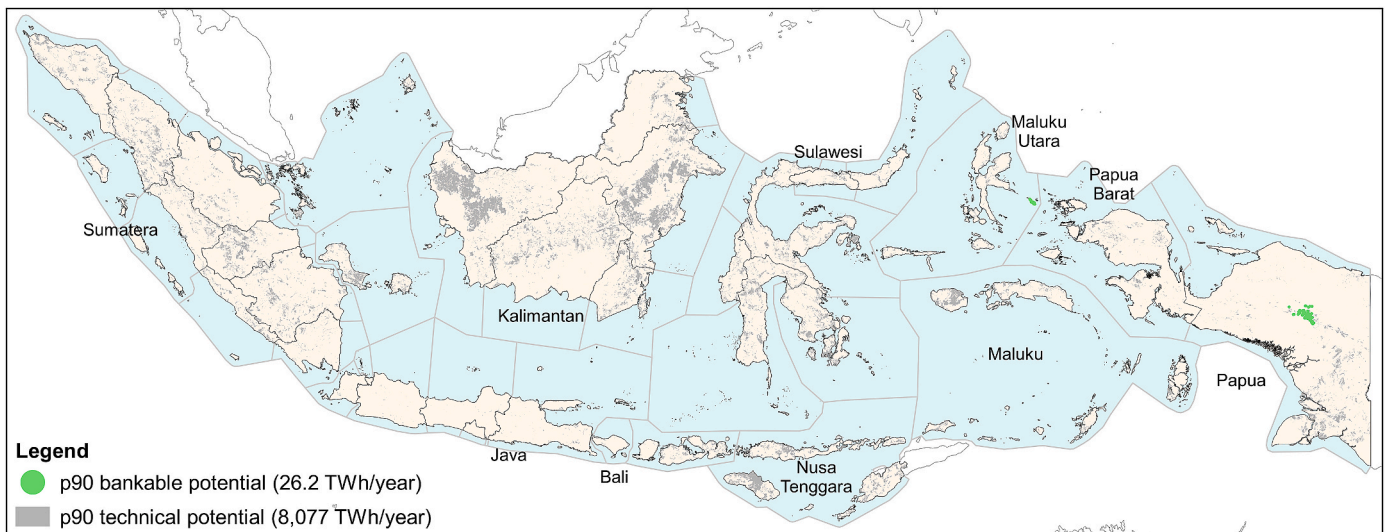 Maluku
Utara
Sulawesi
Papua
Barat
Sumatera
Kalimantan
Maluku
Papua
Java
Bali
Nusa
Tenggara
Legend
p90 bankable potential (26.2 TWh/year)
p90 technical potential (8,077 TWh/year)